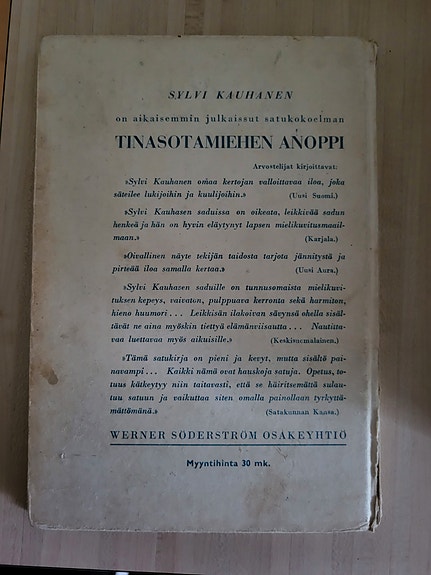 SYLVI KAUHANEN
on aikaisemmin julkaissut satukokoelman
TINASOTAMIEHEN ANOPPI
Arvostelijat kirjoittavat:
»Sylvi Kauhanen omaa kertojan valloittavaa iloa, joka
säteilee lukijoihin ja kuulijoihin.» (Uusi Suomi.)
»Sylvi Kauhasen saduissa on oikeata, leikkivää sadun
henkeä ja hän on hyvin eläytynyt lapsen mielikuvitusmaail-
maan.» (Karjala.)
»Oivallinen näyte tekijän taidosta tarjota jännitystä ja
pirteää iloa samalla kertaa.» (Uusi Aura.)
»Sylvi Kauhasen saduille on tunnusomaista mielikuvi-
tuksen kepeys, vaivaton, pulppuava kerronta sekä harmiton,
hieno huumori... Leikkisän ilakoivan sävynsä ohella sisäl-
tävät ne aina myöskin tiettyä elämänviisautta... Nautitta-
vaa luettavaa myös aikuisille.» (Keskisuomalainen.)
»Tämä satukirja on pieni ja kevyt, mutta sisältö pai-
navampi... Kaikki nämä ovat hauskoja satuja. Opetus, to-
tuus kätkeytyy niin taitavasti, että se häiritsemättä sulau-
tuu satuun ja vaikuttaa siten omalla painollaan tyrkyttä-
mättömänä.» (Satakunnan Kansa.)
WERNER SÖDERSTRÖM OSAKEYHTIÖ
Myyntihinta 30 mk.